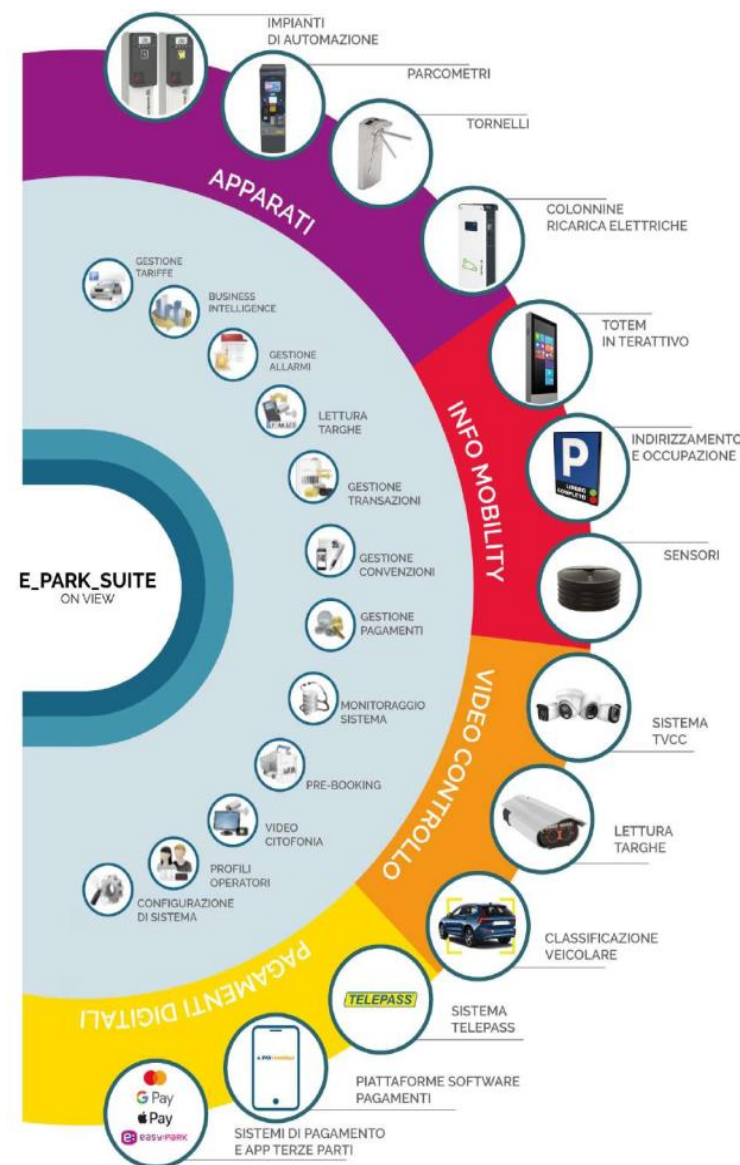 IMPIANTI
DI AUTOMAZIONE
PARCOMETRI
TORNELLI
COLONNINE
RICARICA ELETTRICHE
TOTEM
IN TERATTIVO
INDIRIZZAMENTO
E OCCUPAZIONE
SENSORI
SISTEMA
TVCC
LETTURA
TARGHE
CLASSIFICAZIONE
VEICOLARE
SISTEMA
TELEPASS
PIATTAFORME SOFTWARE
PAGAMENTI
SISTEMI DI PAGAMENTO
E APP TERZE PARTI
APPARATI
INFO MOBILITY
VIDEO CONTROLLO
PAGAMENTI DIGITALI
P
LIBERO
COMPLETO
TELEPASS
G Pay
Pay
easypark
GESTIONE
TARIFFE
BUSINESS
INTELLIGENCE
GESTIONE
ALLARMI
LETTURA
TARGHE
GESTIONE
TRANSAZIONI
GESTIONE
CONVENZIONI
GESTIONE
PAGAMENTI
MONITORAGGIO
SISTEMA
PRE-BOOKING
VIDEO
CITOFONIA
PROFILI
OPERATORI
CONFIGURAZIONE
DI SISTEMA
E_PARK_SUITE
ON VIEW